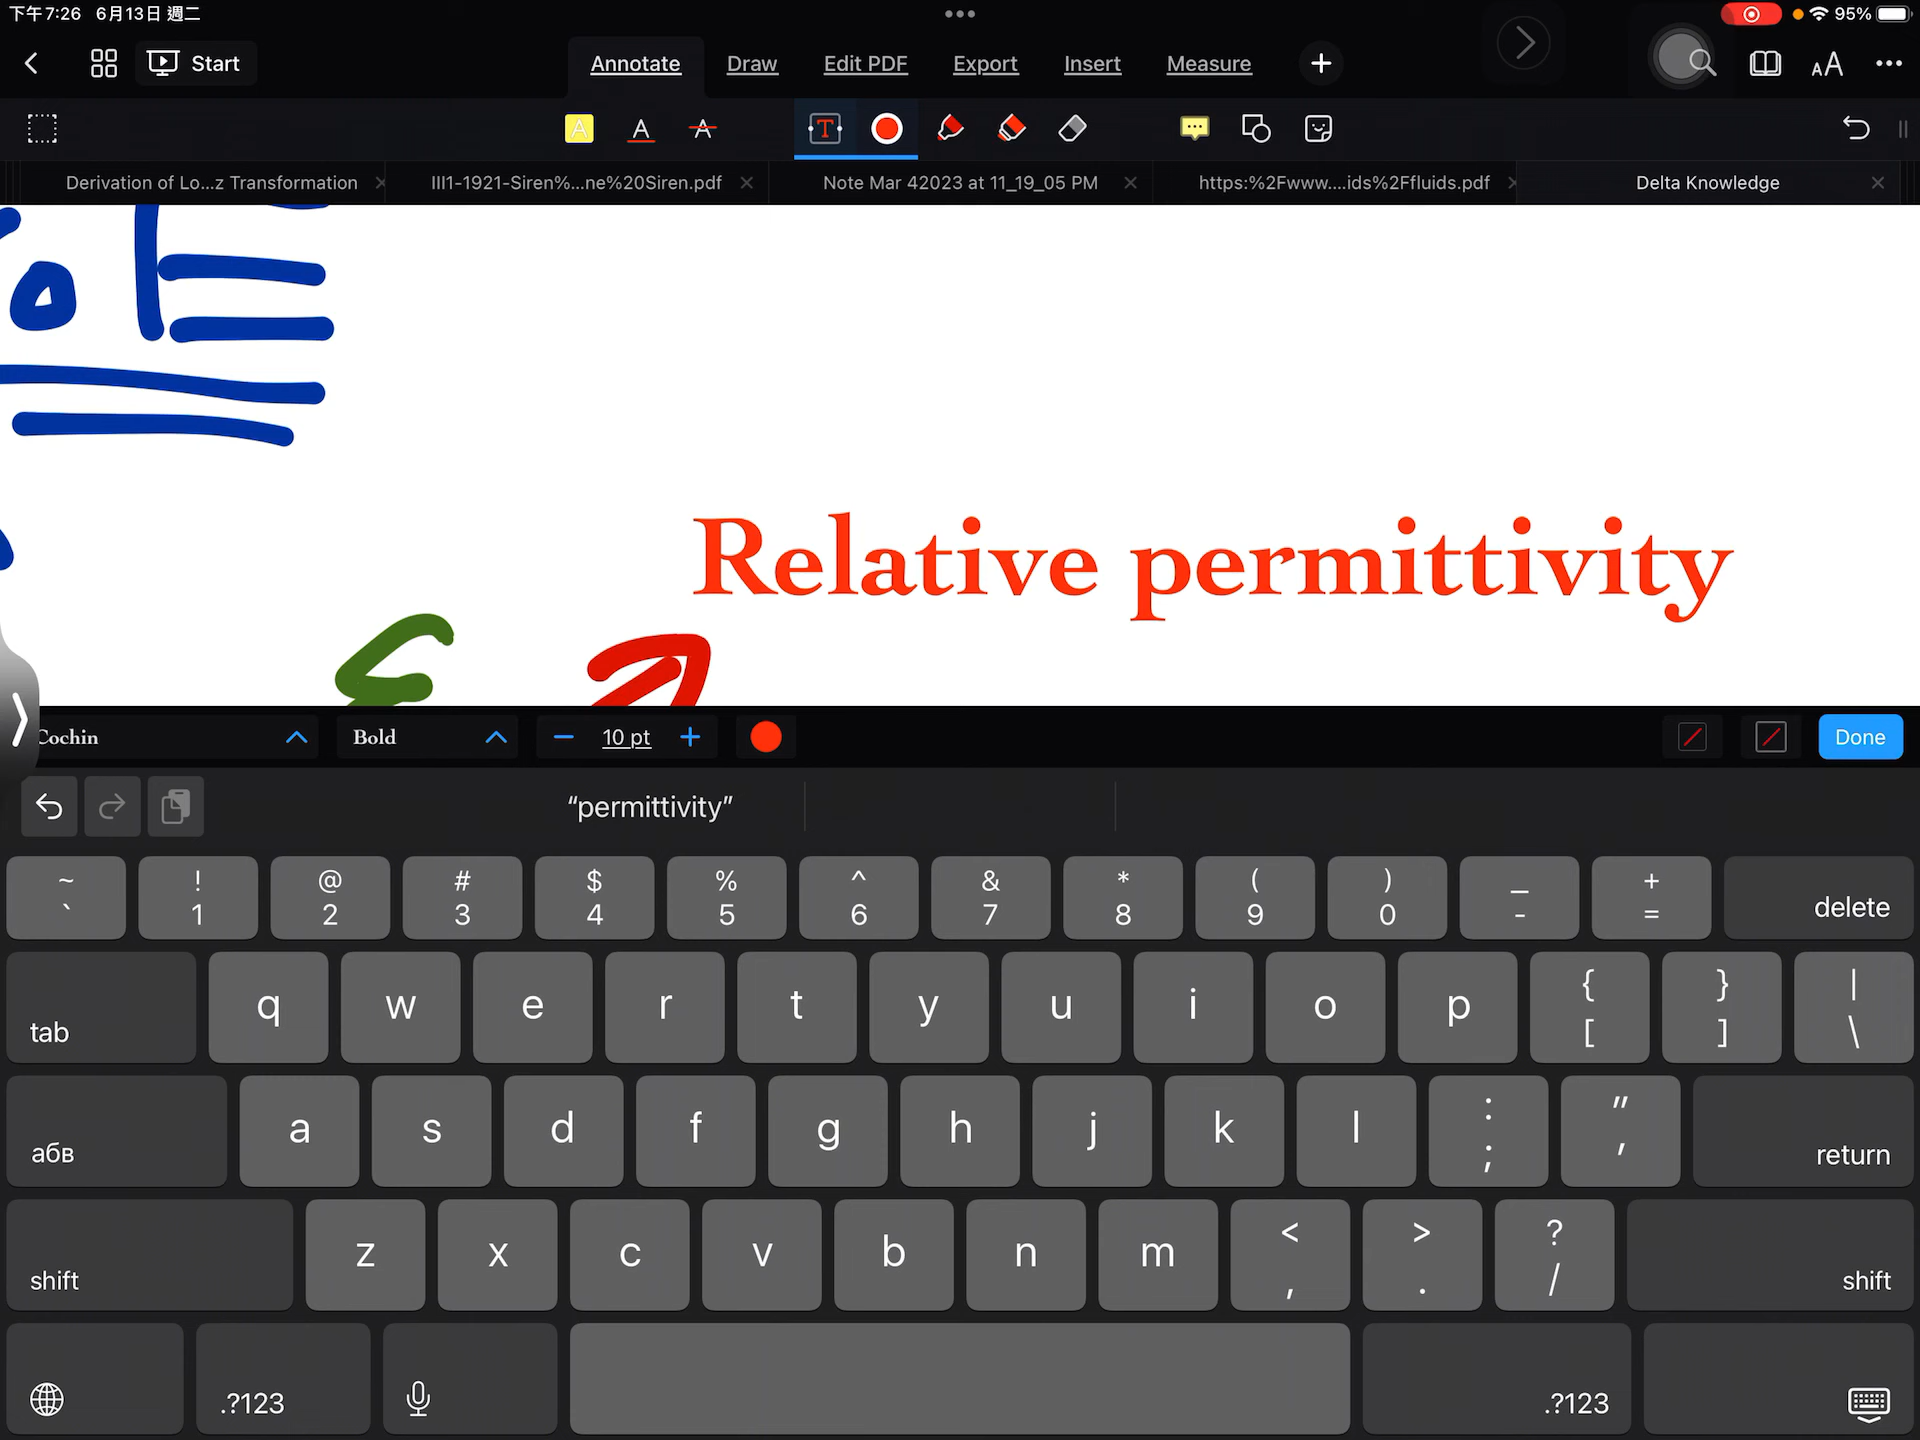 下午7:26 6月13日 週二
95%
Start
Annotate Draw Edit PDF Export Insert Measure
AA
A A A T
Derivation of Lo...z Transformation
III1-1921-Siren%...ne%20Siren.pdf
Note Mar 42023 at 11_19_05 PM
https:%2Fwww....ids%2Ffluids.pdf
Delta Knowledge
Relative permittivity
Cochin Bold 10 pt Done
“permittivity”
~ ! @ # $ % ^ & * ( ) _ +
` 1 2 3 4 5 6 7 8 9 0 - = delete
tab q w e r t y u i o p { [ } ] | \
абв a s d f g h j k l : ; " ' return
shift z x c v b n m < , > . ? / shift
.?123 .?123